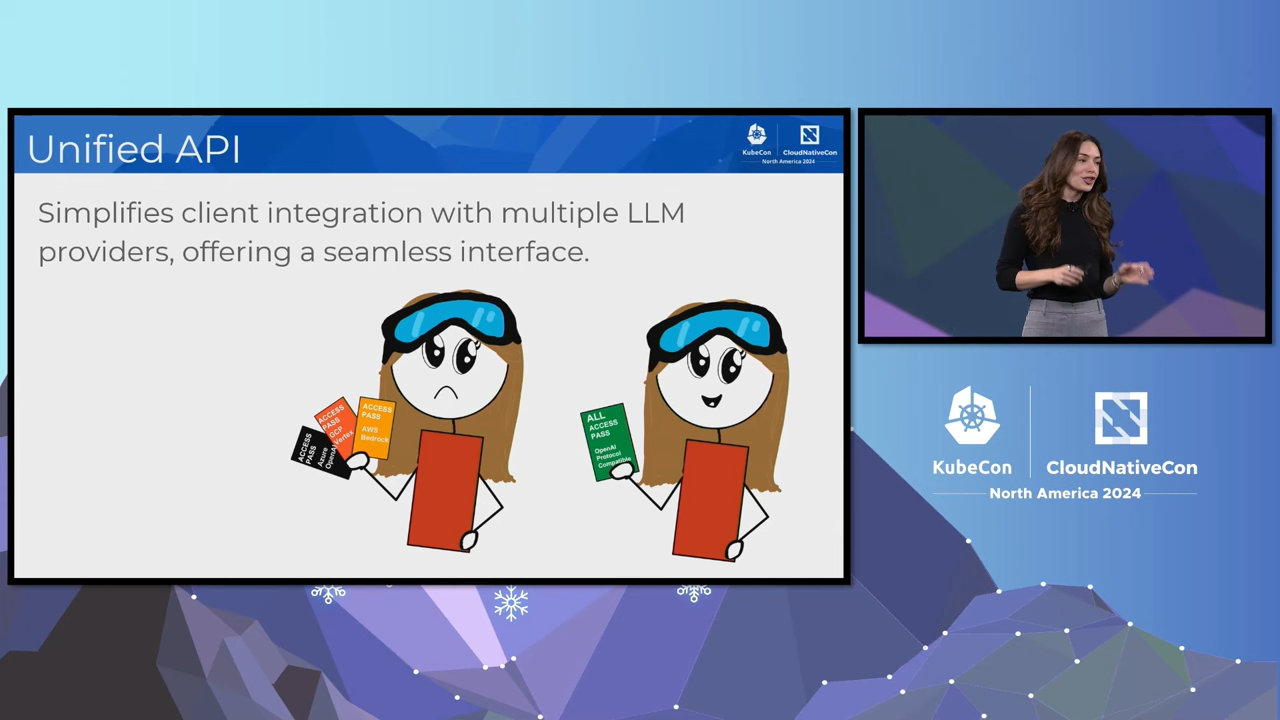 Unified API
KubeCon
CloudNativeCon
North America 2024
Simplifies client integration with multiple LLM
providers, offering a seamless interface.
ACCESS
PASS
Azure
OpenAI
ACCESS
PASS
GCP
Vertex
ACCESS
PASS
AWS
Bedrock
ALL
ACCESS
PASS
OpenAI
Protocol
Compatible
KubeCon
CloudNativeCon
North America 2024